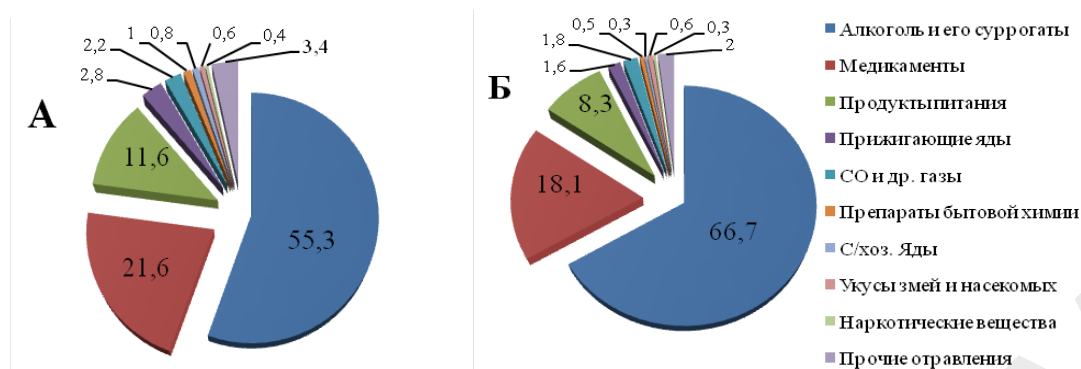 А
55,3
21,6
11,6
2,8
2,2
1
0,8
0,6
0,4
3,4
Б
66,7
18,1
8,3
1,6
1,8
0,5
0,3
0,6
0,3
2
Алкоголь и его суррогаты
Медикаменты
Продукты питания
Прижигающие яды
СО и др. газы
Препараты бытовой химии
С/хоз. Яды
Укусы змей и насекомых
Наркотические вещества
Прочие отравления